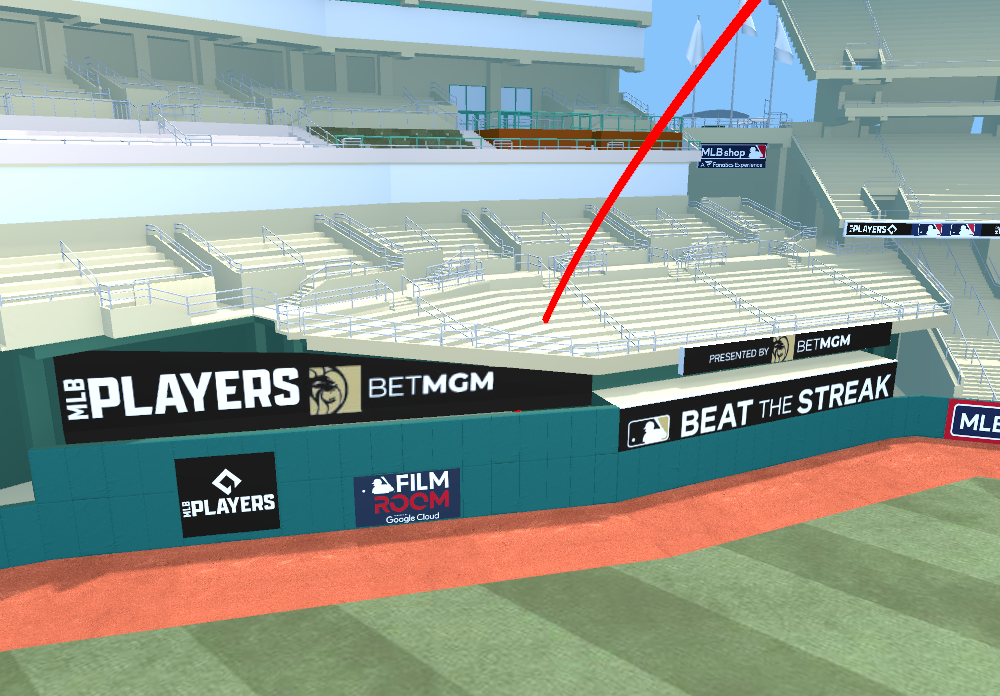 MLB shop
A Fanatics Experience
PLAYERS
PRESENTED BY BETMGM
MLB PLAYERS BETMGM
BEAT THE STREAK
MLB
MLB PLAYERS
FILM
ROOM
Google Cloud